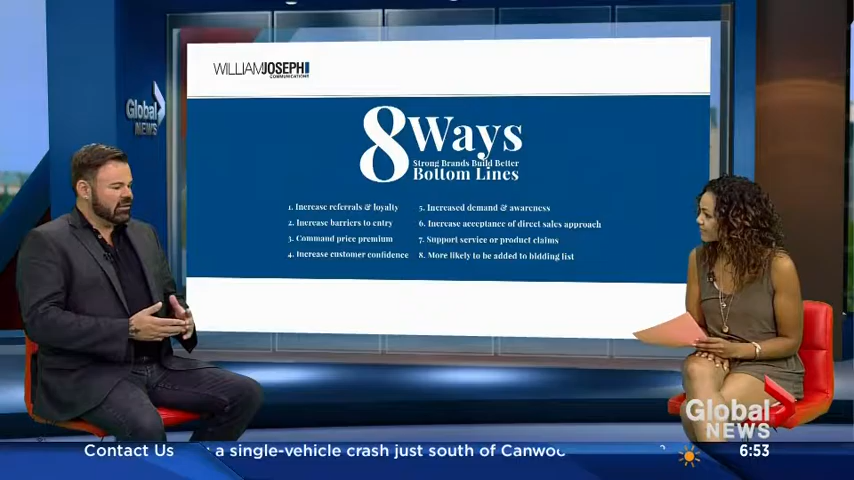 WILLIAMJOSEPH
COMMUNICATIONS
Global
NEWS
8 Ways
Strong Brands Build Better
Bottom Lines
1. Increase referrals & loyalty
2. Increase barriers to entry
3. Command price premium
4. Increase customer confidence
5. Increased demand & awareness
6. Increase acceptance of direct sales approach
7. Support service or product claims
8. More likely to be added to bidding list
Global
NEWS
Contact Us
a single-vehicle crash just south of
6:53